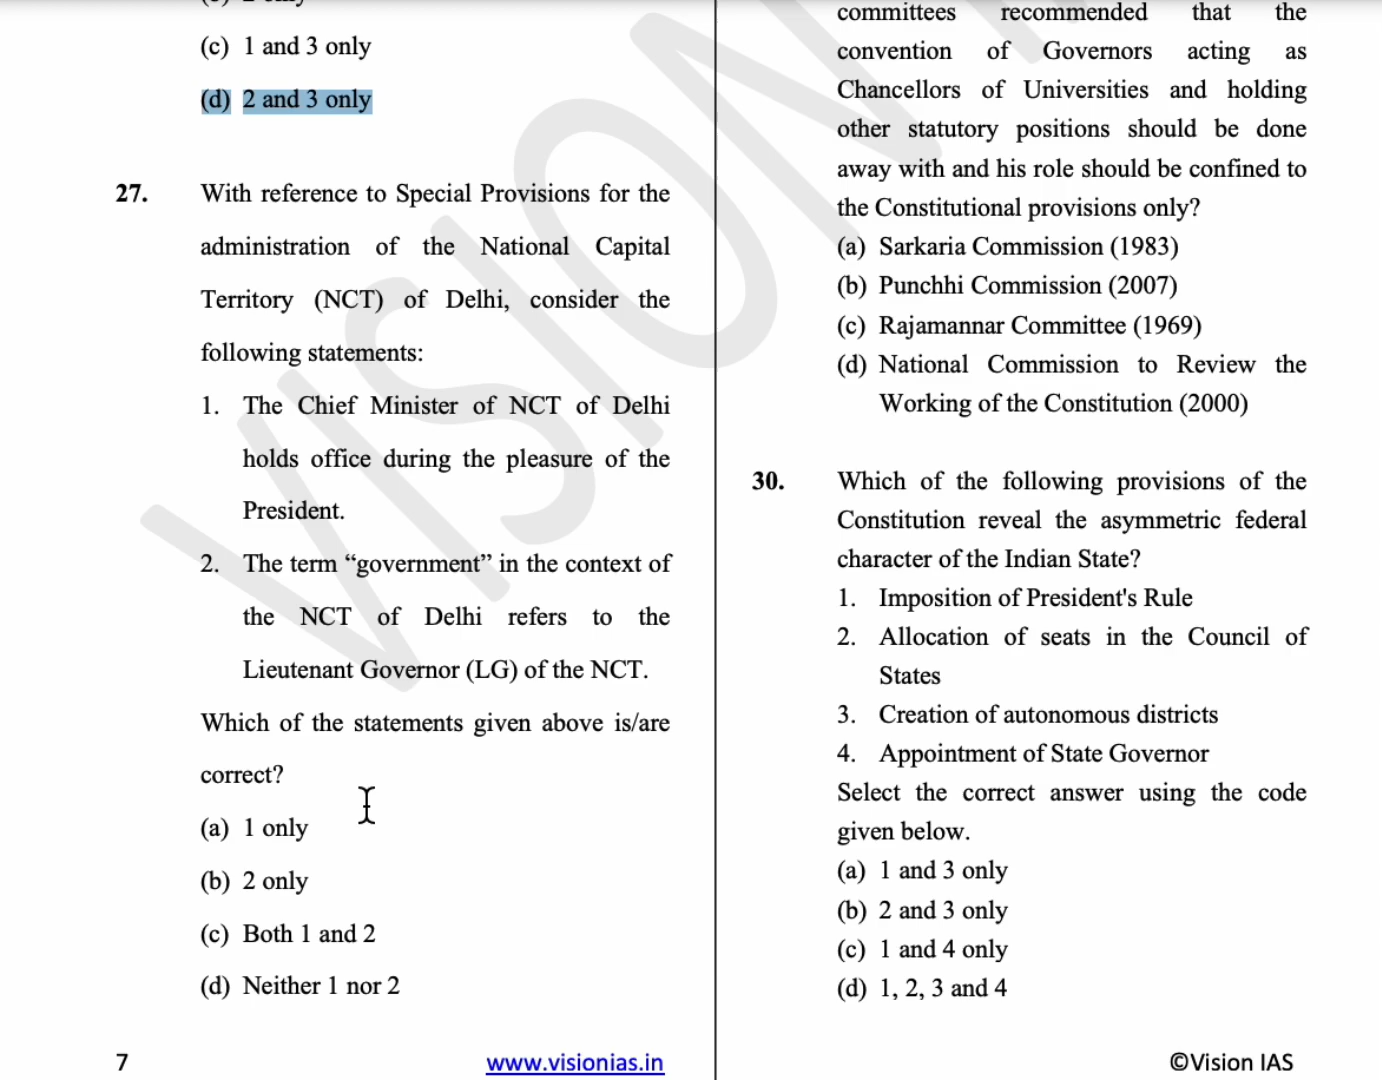 (c) 1 and 3 only
(d) 2 and 3 only
27. With reference to Special Provisions for the
administration of the National Capital
Territory (NCT) of Delhi, consider the
following statements:
1. The Chief Minister of NCT of Delhi
holds office during the pleasure of the
President.
2. The term “government” in the context of
the NCT of Delhi refers to the
Lieutenant Governor (LG) of the NCT.
Which of the statements given above is/are
correct?
(a) 1 only
(b) 2 only
(c) Both 1 and 2
(d) Neither 1 nor 2
committees recommended that the
convention of Governors acting as
Chancellors of Universities and holding
other statutory positions should be done
away with and his role should be confined to
the Constitutional provisions only?
(a) Sarkaria Commission (1983)
(b) Punchhi Commission (2007)
(c) Rajamannar Committee (1969)
(d) National Commission to Review the
Working of the Constitution (2000)
30. Which of the following provisions of the
Constitution reveal the asymmetric federal
character of the Indian State?
1. Imposition of President's Rule
2. Allocation of seats in the Council of
States
3. Creation of autonomous districts
4. Appointment of State Governor
Select the correct answer using the code
given below.
(a) 1 and 3 only
(b) 2 and 3 only
(c) 1 and 4 only
(d) 1, 2, 3 and 4
7 www.visionias.in ©Vision IAS
VISION